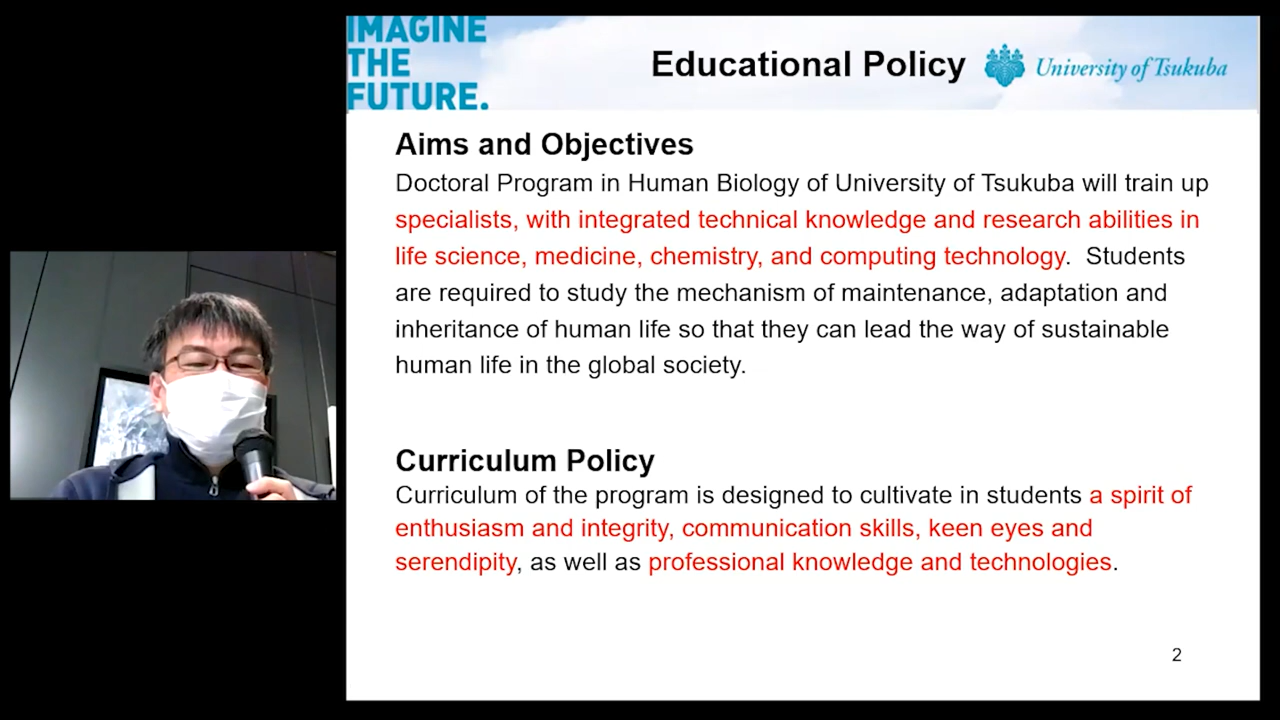 IMAGINE
THE
FUTURE.
Educational Policy
University of Tsukuba
Aims and Objectives
Doctoral Program in Human Biology of University of Tsukuba will train up
specialists, with integrated technical knowledge and research abilities in
life science, medicine, chemistry, and computing technology.  Students
are required to study the mechanism of maintenance, adaptation and
inheritance of human life so that they can lead the way of sustainable
human life in the global society.
Curriculum Policy
Curriculum of the program is designed to cultivate in students a spirit of
enthusiasm and integrity, communication skills, keen eyes and
serendipity, as well as professional knowledge and technologies.
2